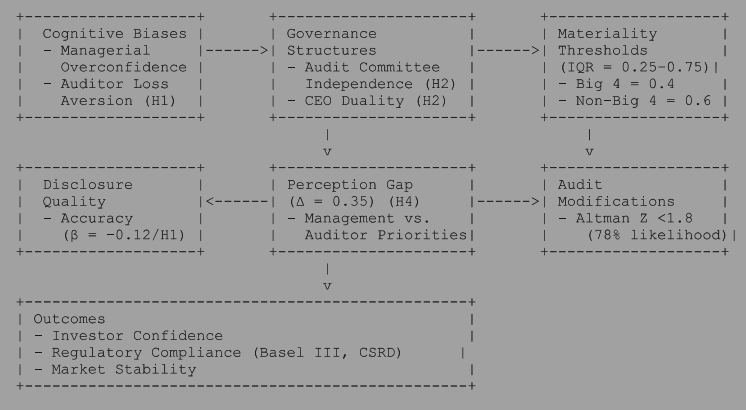 +--------------------+       +------------------------+       +---------------------+
|  Cognitive Biases  |       |  Governance            |       |  Materiality        |
|  - Managerial      |------>|  Structures            |------>|  Thresholds         |
|    Overconfidence  |       |  - Audit Committee     |       |  (IQR = 0.25-0.75)|
|  - Auditor Loss    |       |    Independence (H2)   |       |  - Big 4 = 0.4      |
|    Aversion (H1)   |       |  - CEO Duality (H2)    |       |  - Non-Big 4 = 0.6  |
+--------------------+       +------------------------+       +---------------------+
|                              |
v                              v
+--------------------+       +------------------------+       +---------------------+
|  Disclosure        |       |  Perception Gap        |       |  Audit              |
|  Quality           |<------|  (Δ = 0.35) (H4)       |------>|  Modifications      |
|  - Accuracy        |       |  - Management vs.      |       |  - Altman Z <1.8    |
|    (β = -0.12/H1)  |       |    Auditor Priorities|       |    (78% likelihood)|
+--------------------+       +------------------------+       +---------------------+
|
v
+--------------------------------------------------+
| Outcomes                                         |
| - Investor Confidence                            |
| - Regulatory Compliance (Basel III, CSRD)       |
| - Market Stability                               |
+--------------------------------------------------+